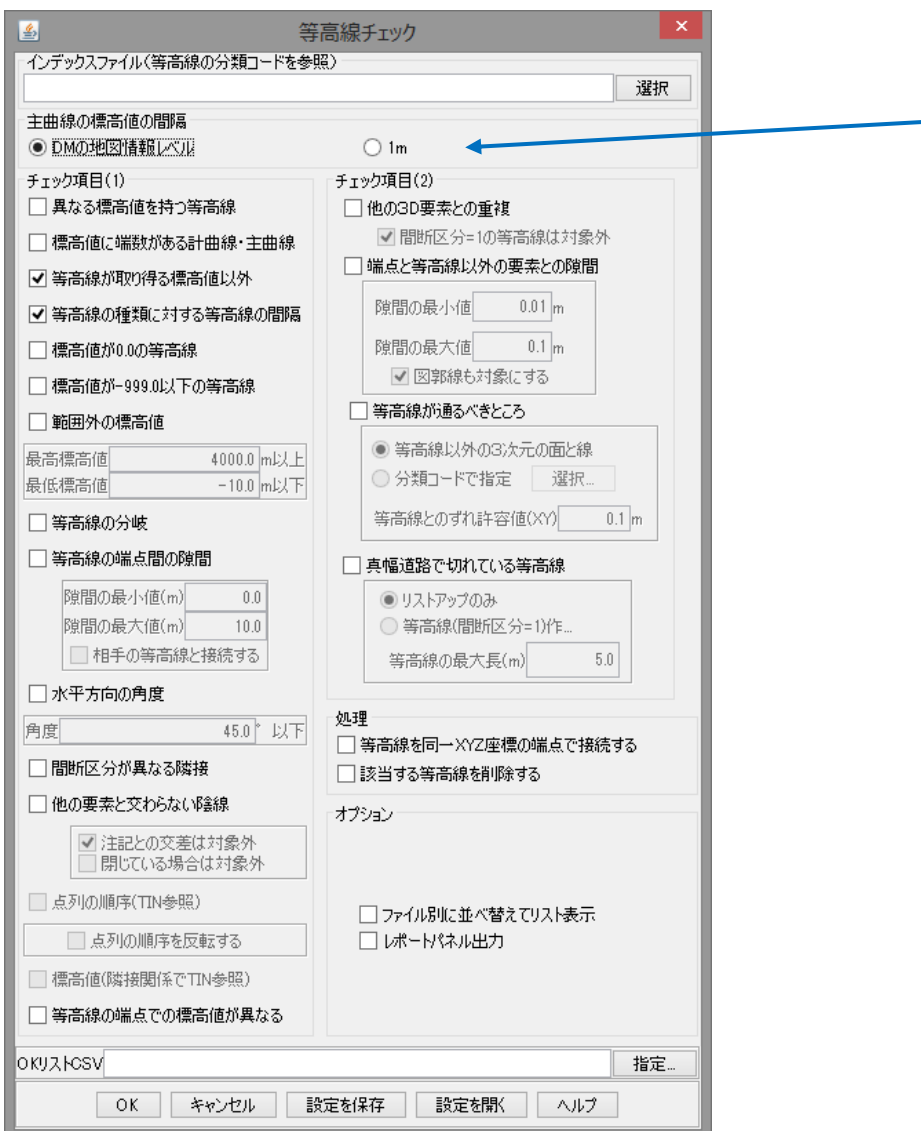 等高線チェック
インデックスファイル(等高線の分類コードを参照)
選択
主曲線の標高値の間隔
DMの地図情報レベル
1m
チェック項目(1)
異なる標高値を持つ等高線
標高値に端数がある計曲線・主曲線
等高線が取り得る標高値以外
等高線の種類に対する等高線の間隔
標高値が0.0の等高線
標高値が-999.0以下の等高線
範囲外の標高値
最高標高値 4000.0 m以上
最低標高値 -10.0 m以下
等高線の分岐
等高線の端点間の隙間
隙間の最小値(m) 0.0
隙間の最大値(m) 10.0
相手の等高線と接続する
水平方向の角度
角度 45.0 ° 以下
間断区分が異なる隣接
他の要素と交わらない陰線
注記との交差は対象外
閉じている場合は対象外
点列の順序(TIN参照)
点列の順序を反転する
標高値(隣接関係でTIN参照)
等高線の端点での標高値が異なる
チェック項目(2)
他の3D要素との重複
間断区分=1の等高線は対象外
端点と等高線以外の要素との隙間
隙間の最小値 0.01 m
隙間の最大値 0.1 m
図郭線も対象にする
等高線が通るべきところ
等高線以外の3次元の面と線
分類コードで指定 選択...
等高線とのずれ許容値(XY) 0.1 m
真幅道路で切れている等高線
リストアップのみ
等高線(間断区分=1)作...
等高線の最大長(m) 5.0
処理
等高線を同一XYZ座標の端点で接続する
該当する等高線を削除する
オプション
ファイル別に並べ替えてリスト表示
レポートパネル出力
OKリストCSV 指定...
OK キャンセル 設定を保存 設定を開く ヘルプ